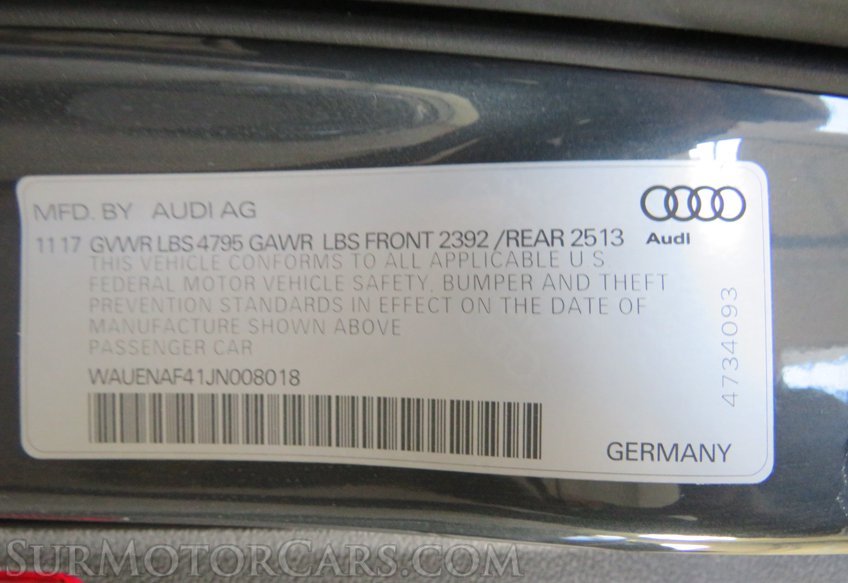 MFD. BY AUDI AG
11 17 GVWR LBS 4795 GAWR LBS FRONT 2392 /REAR 2513
Audi
THIS VEHICLE CONFORMS TO ALL APPLICABLE U S
FEDERAL MOTOR VEHICLE SAFETY, BUMPER AND THEFT
PREVENTION STANDARDS IN EFFECT ON THE DATE OF
MANUFACTURE SHOWN ABOVE
PASSENGER CAR
WAUENAF41JN008018
4734093
GERMANY
SURMOTORCARS.COM